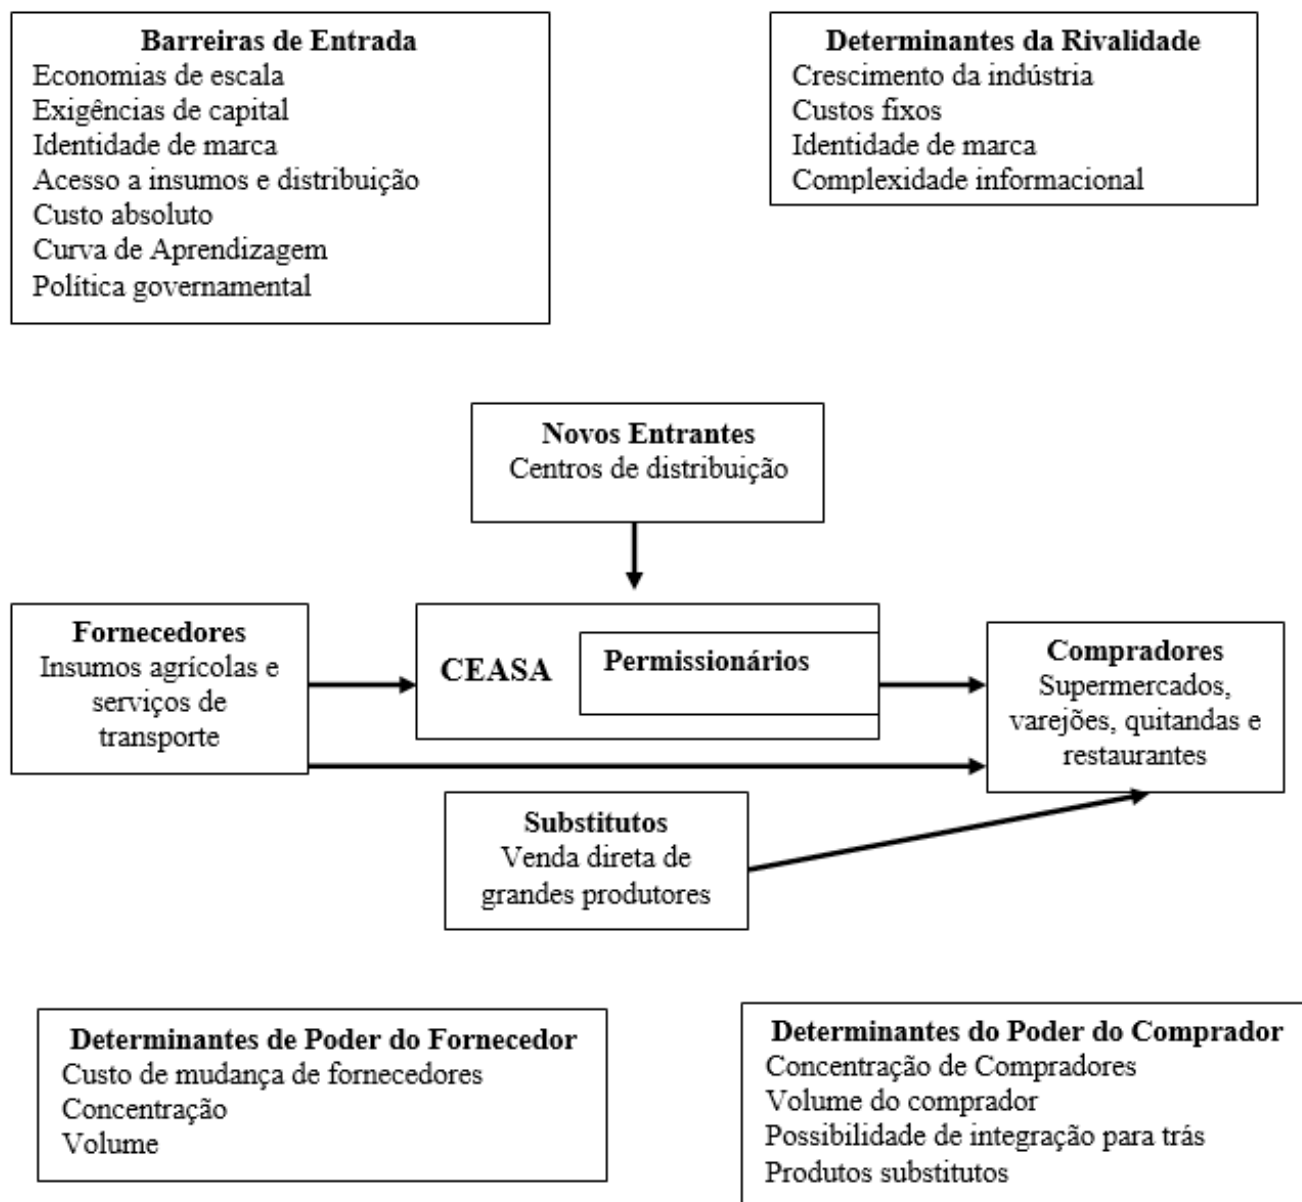 Barreiras de Entrada
Economias de escala
Exigências de capital
Identidade de marca
Acesso a insumos e distribuição
Custo absoluto
Curva de Aprendizagem
Política governamental
Determinantes da Rivalidade
Crescimento da indústria
Custos fixos
Identidade de marca
Complexidade informacional
Novos Entrantes
Centros de distribuição
Fornecedores
Insumos agrícolas e
serviços de
transporte
CEASA
Permissionários
Compradores
Supermercados,
varejões, quitandas e
restaurantes
Substitutos
Venda direta de
grandes produtores
Determinantes de Poder do Fornecedor
Custo de mudança de fornecedores
Concentração
Volume
Determinantes do Poder do Comprador
Concentração de Compradores
Volume do comprador
Possibilidade de integração para trás
Produtos substitutos